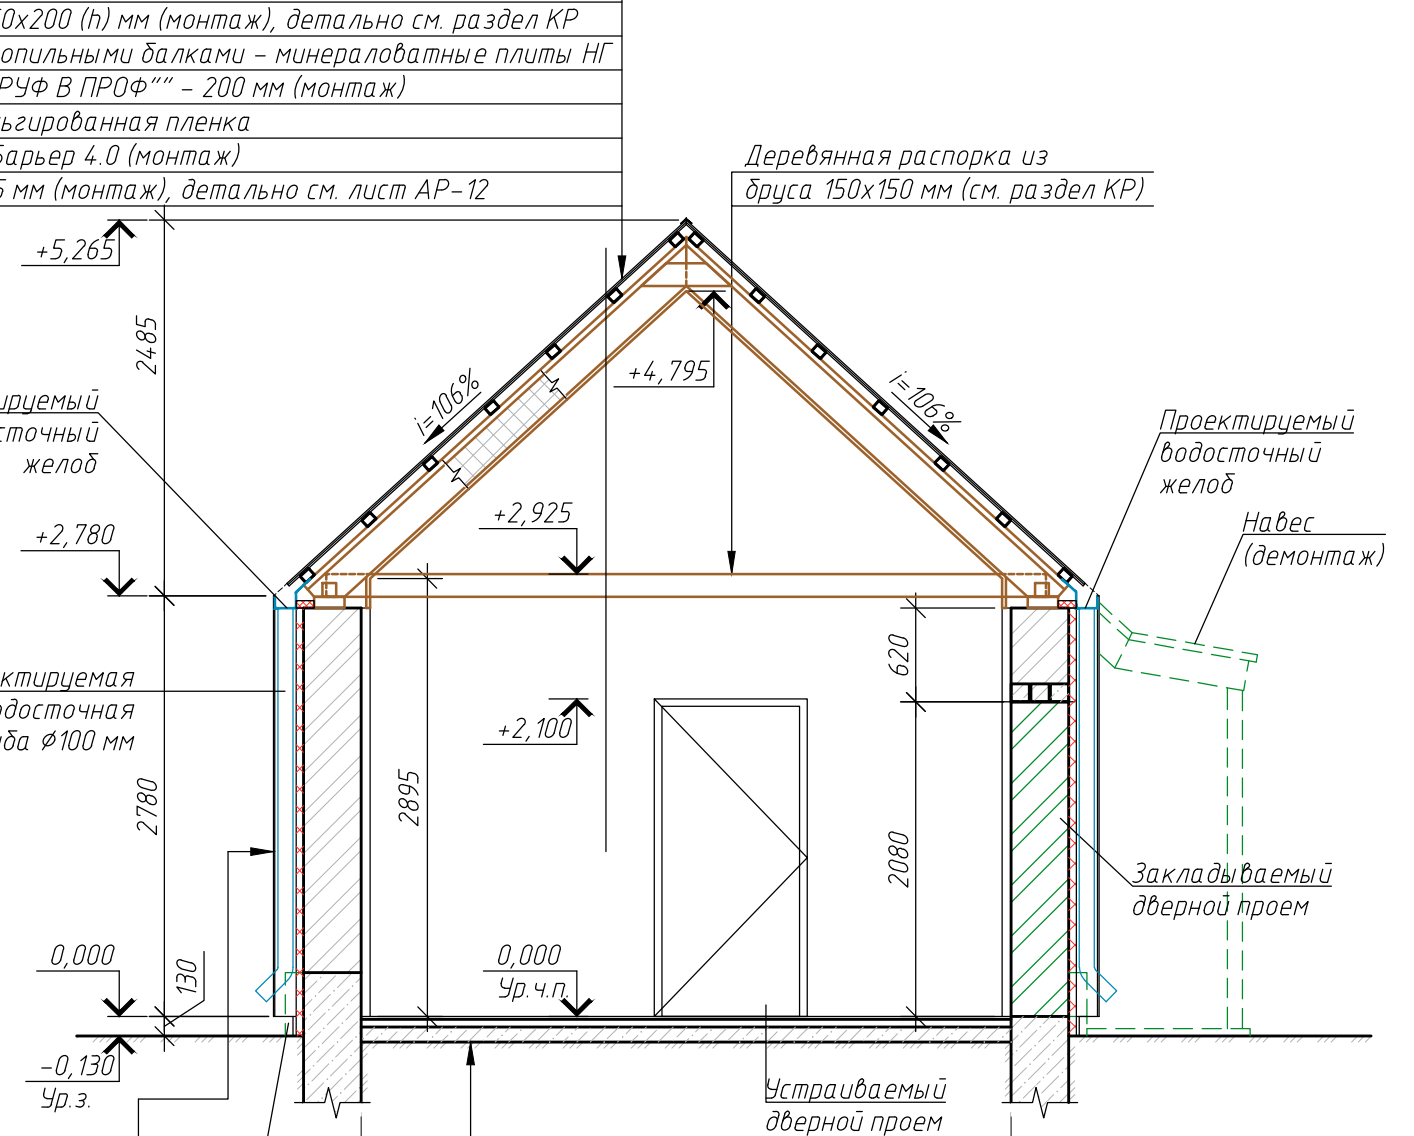 0х200 (h) мм (монтаж), детально см. раздел КР
опильными балками – минераловатные плиты НГ
РУФ В ПРОФ"" – 200 мм (монтаж)
ьгированная пленка
Барьер 4.0 (монтаж)
5 мм (монтаж), детально см. лист АР-12
Деревянная распорка из
бруса 150х150 мм (см. раздел КР)
+5,265
2485
+4,795
i=106%
i=106%
ируемый
сточный
желоб
Проектируемый
водосточный
желоб
+2,780
+2,925
Навес
(демонтаж)
620
ктируемая
одосточная
ба ⌀100 мм
+2,100
2780
2895
2080
Закладываемый
дверной проем
0,000
130
0,000
Ур.ч.п.
-0,130
Ур.з.
Устраиваемый
дверной проем